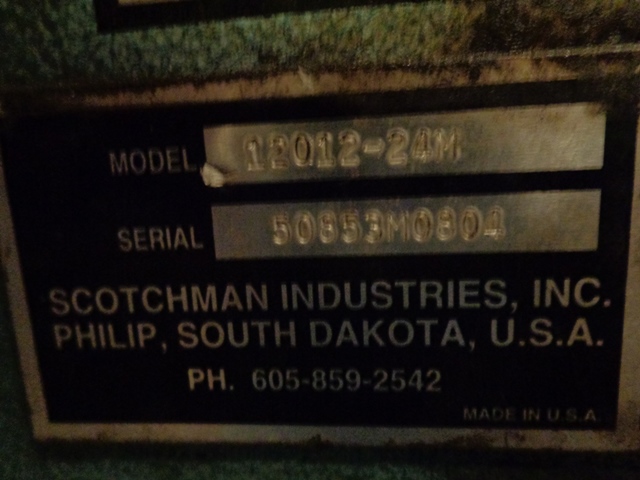 MODEL 12012-24M
SERIAL 50853M0804
SCOTCHMAN INDUSTRIES, INC.
PHILIP, SOUTH DAKOTA, U.S.A.
PH. 605-859-2542
MADE IN U.S.A.